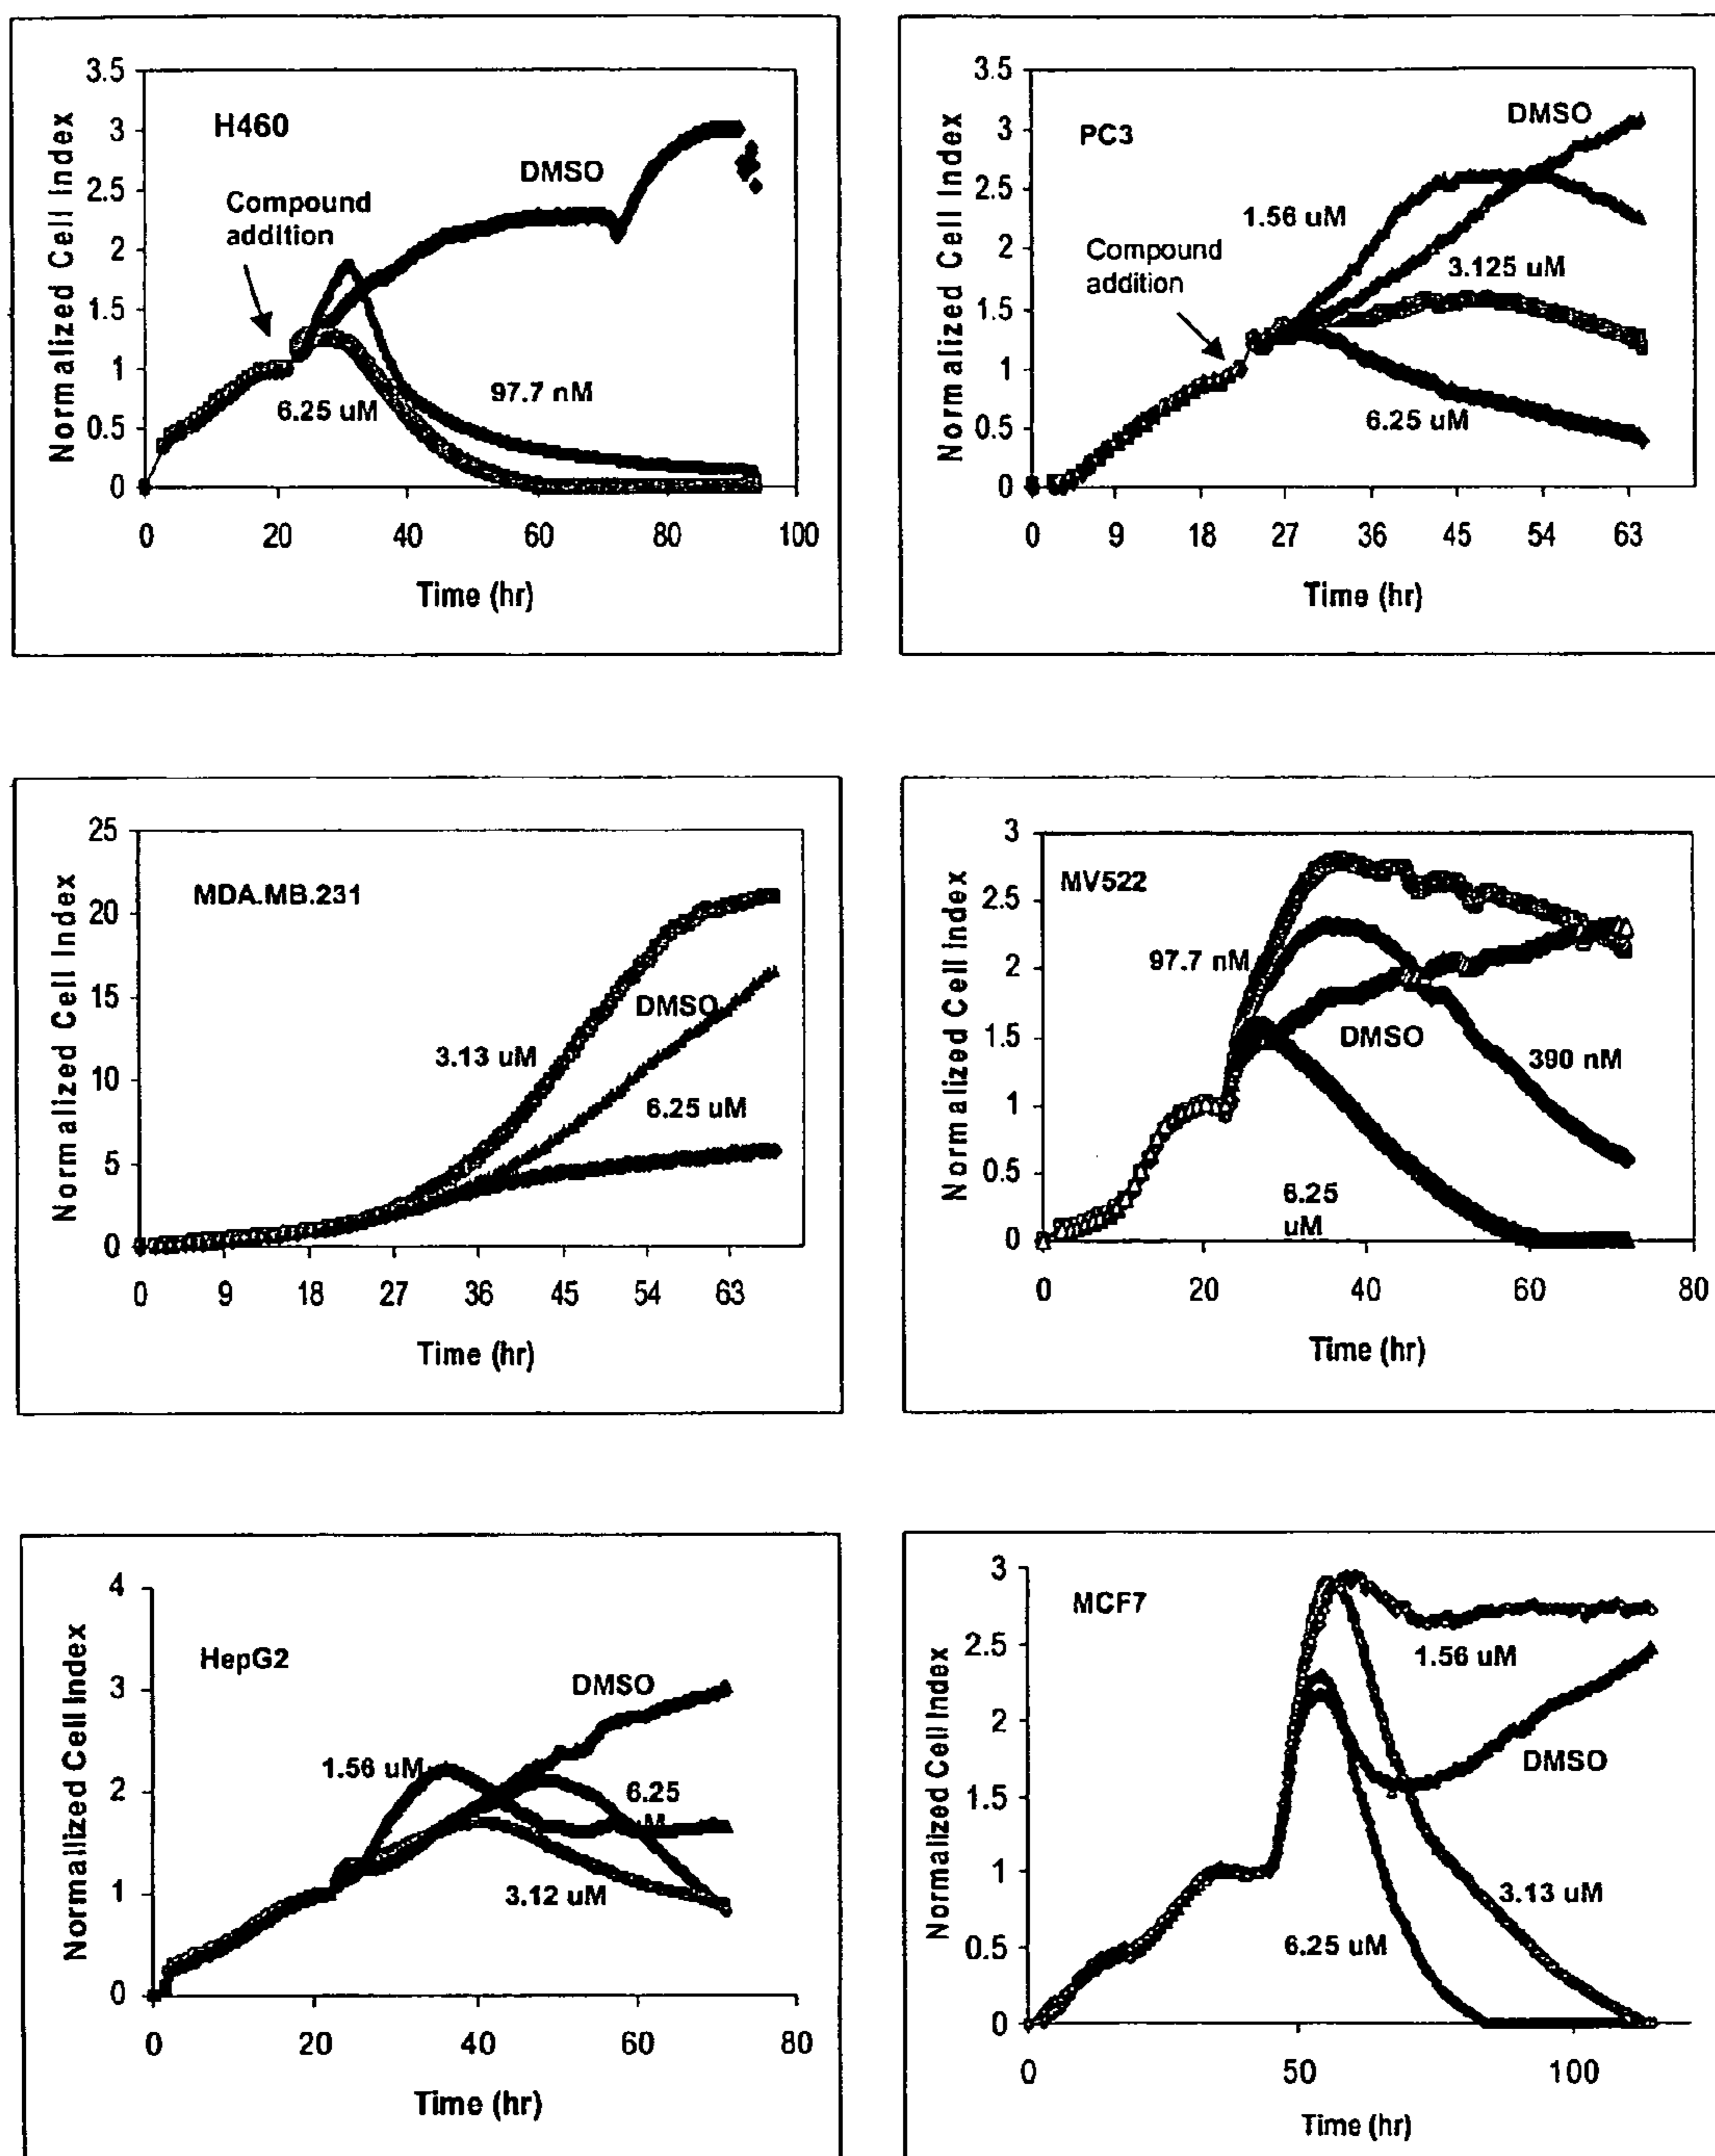 H460
Normalized Cell Index
3.5
3
2.5
2
1.5
1
0.5
0
Compound
addition
DMSO
97.7 nM
6.25 uM
0 20 40 60 80 100
Time (hr)
PC3
Normalized Cell Index
3.5
3
2.5
2
1.5
1
0.5
0
DMSO
1.56 uM
Compound
addition
3.125 uM
6.25 uM
0 9 18 27 36 45 54 63
Time (hr)
MDA.MB.231
Normalized Cell Index
25
20
15
10
5
0
DMSO
3.13 uM
6.25 uM
0 9 18 27 36 45 54 63
Time (hr)
MV522
Normalized Cell Index
3
2.5
2
1.5
1
0.5
0
97.7 nM
DMSO
390 nM
6.25
uM
0 20 40 60 80
Time (hr)
HepG2
Normalized Cell Index
4
3
2
1
0
DMSO
1.56 uM
6.25
3.12 uM
0 20 40 60 80
Time (hr)
MCF7
Normalized Cell Index
3
2.5
2
1.5
1
0.5
0
1.56 uM
DMSO
3.13 uM
6.25 uM
0 50 100
Time (hr)